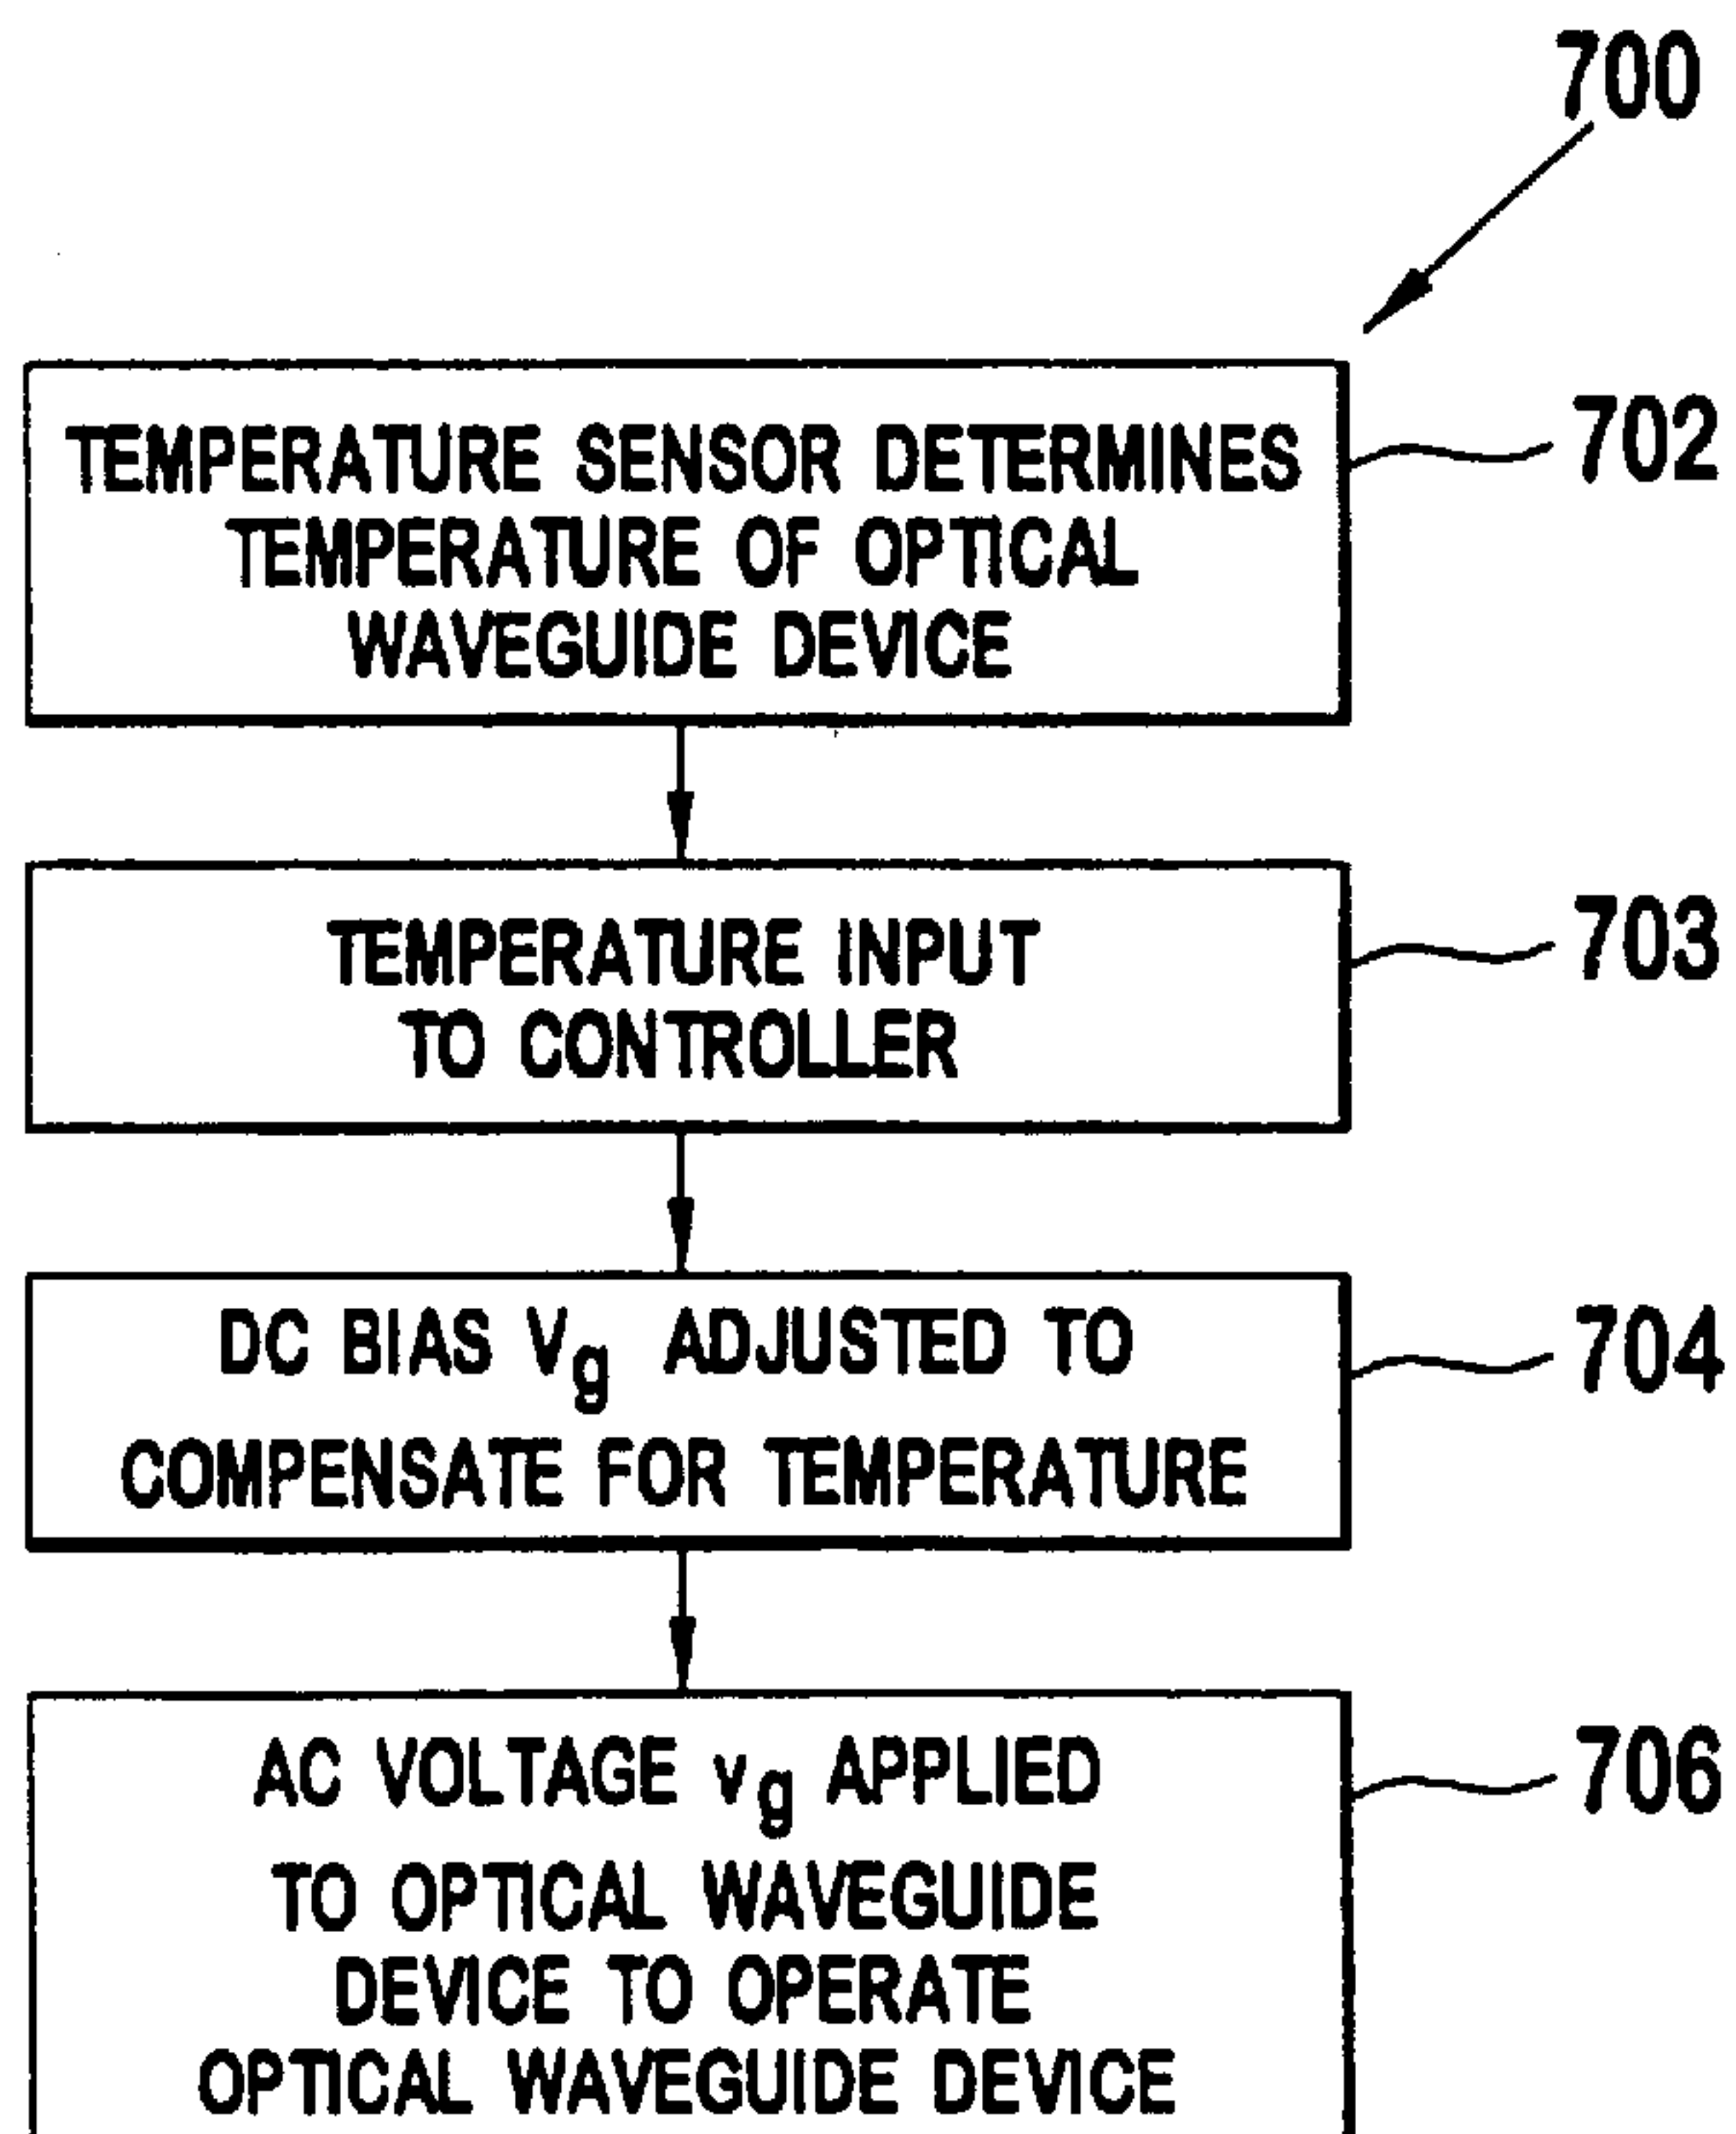 700
TEMPERATURE SENSOR DETERMINES
TEMPERATURE OF OPTICAL
WAVEGUIDE DEVICE
702
TEMPERATURE INPUT
TO CONTROLLER
703
DC BIAS Vg ADJUSTED TO
COMPENSATE FOR TEMPERATURE
704
AC VOLTAGE vg APPLIED
TO OPTICAL WAVEGUIDE
DEVICE TO OPERATE
OPTICAL WAVEGUIDE DEVICE
706